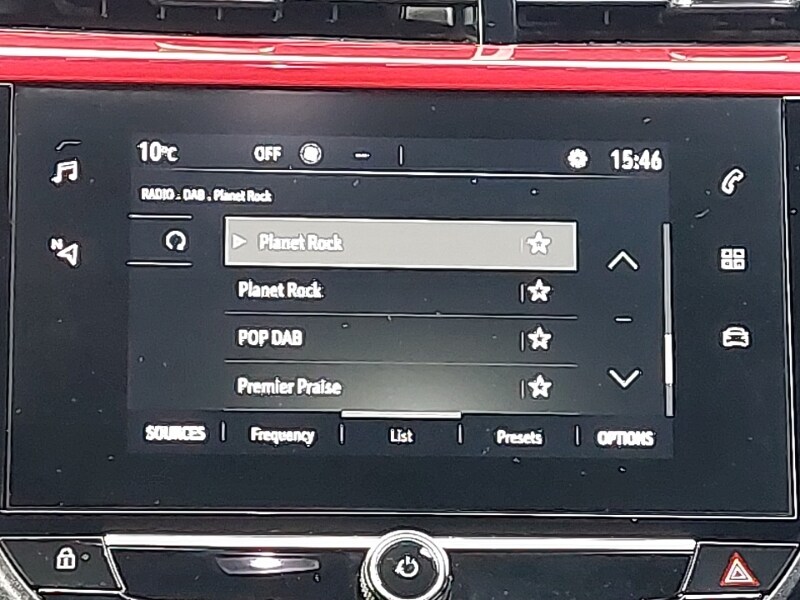 10°C OFF 15:46
RADIO . DAB . Planet Rock
N
Planet Rock
Planet Rock
POP DAB
Premier Praise
SOURCES Frequency List Presets OPTIONS